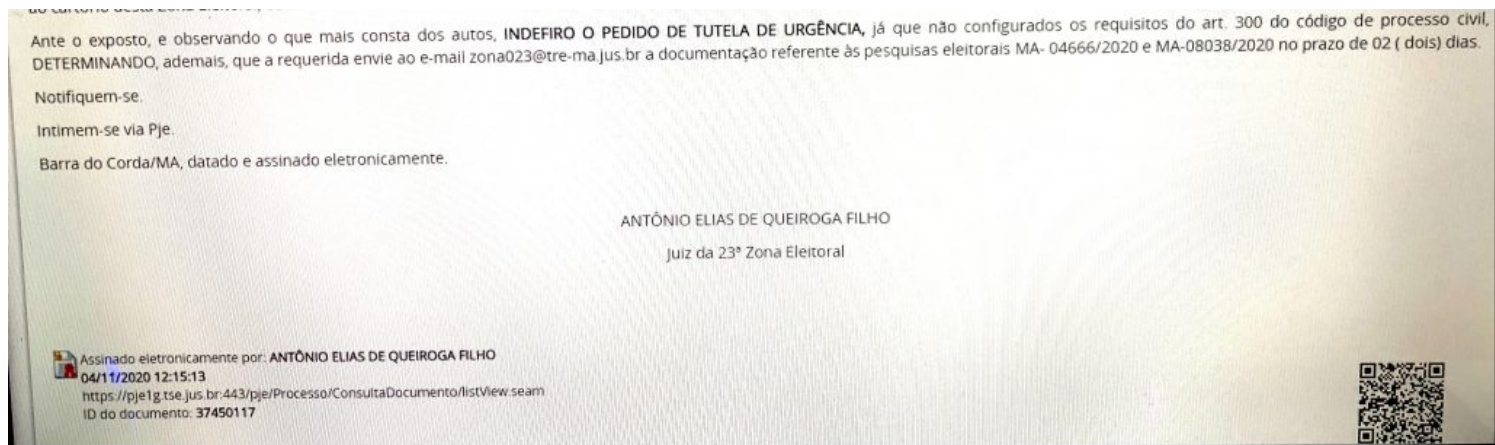 Ante o exposto, e observando o que mais consta dos autos, INDEFIRO O PEDIDO DE TUTELA DE URGÊNCIA, já que não configurados os requisitos do art. 300 do código de processo civil,
DETERMINANDO, ademais, que a requerida envie ao e-mail zona023@tre-ma.jus.br a documentação referente às pesquisas eleitorais MA- 04666/2020 e MA-08038/2020 no prazo de 02 ( dois) dias.
Notifiquem-se.
Intimem-se via Pje.
Barra do Corda/MA, datado e assinado eletronicamente.
ANTÔNIO ELIAS DE QUEIROGA FILHO
Juiz da 23ª Zona Eleitoral
Assinado eletronicamente por: ANTÔNIO ELIAS DE QUEIROGA FILHO
04/11/2020 12:15:13
https://pje1g.tse.jus.br:443/pje/Processo/ConsultaDocumento/listView.seam
ID do documento: 37450117